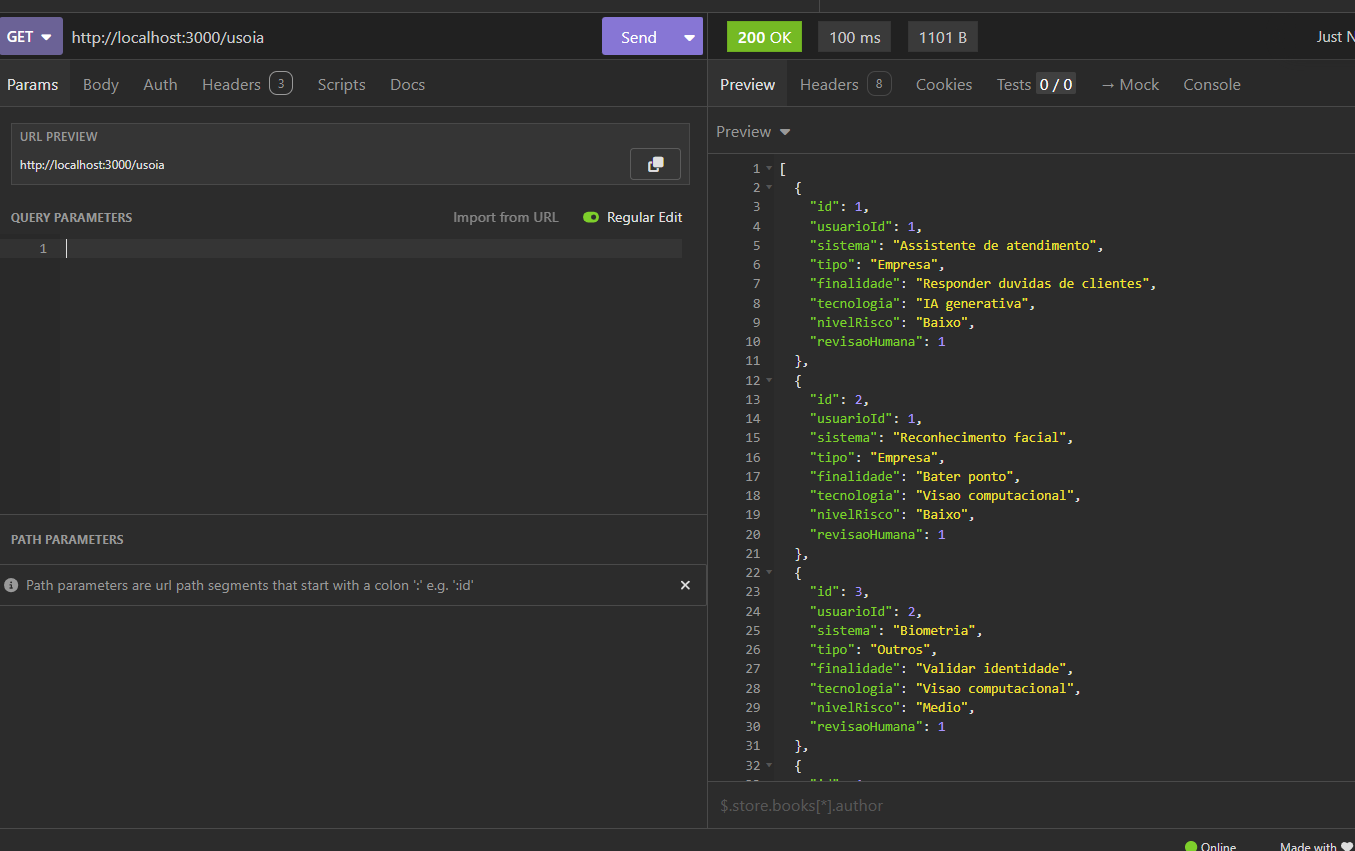 GET http://localhost:3000/usoia Send 200 OK 100 ms 1101 B Just N
Params Body Auth Headers 3 Scripts Docs Preview Headers 8 Cookies Tests 0 / 0 → Mock Console
URL PREVIEW
http://localhost:3000/usoia
QUERY PARAMETERS Import from URL Regular Edit
1
PATH PARAMETERS
Path parameters are url path segments that start with a colon ':' e.g. ':id'
Preview
1 [
2 {
3 "id": 1,
4 "usuarioId": 1,
5 "sistema": "Assistente de atendimento",
6 "tipo": "Empresa",
7 "finalidade": "Responder duvidas de clientes",
8 "tecnologia": "IA generativa",
9 "nivelRisco": "Baixo",
10 "revisaoHumana": 1
11 },
12 {
13 "id": 2,
14 "usuarioId": 1,
15 "sistema": "Reconhecimento facial",
16 "tipo": "Empresa",
17 "finalidade": "Bater ponto",
18 "tecnologia": "Visao computacional",
19 "nivelRisco": "Baixo",
20 "revisaoHumana": 1
21 },
22 {
23 "id": 3,
24 "usuarioId": 2,
25 "sistema": "Biometria",
26 "tipo": "Outros",
27 "finalidade": "Validar identidade",
28 "tecnologia": "Visao computacional",
29 "nivelRisco": "Medio",
30 "revisaoHumana": 1
31 },
32 {
$.store.books[*].author
Online Made with